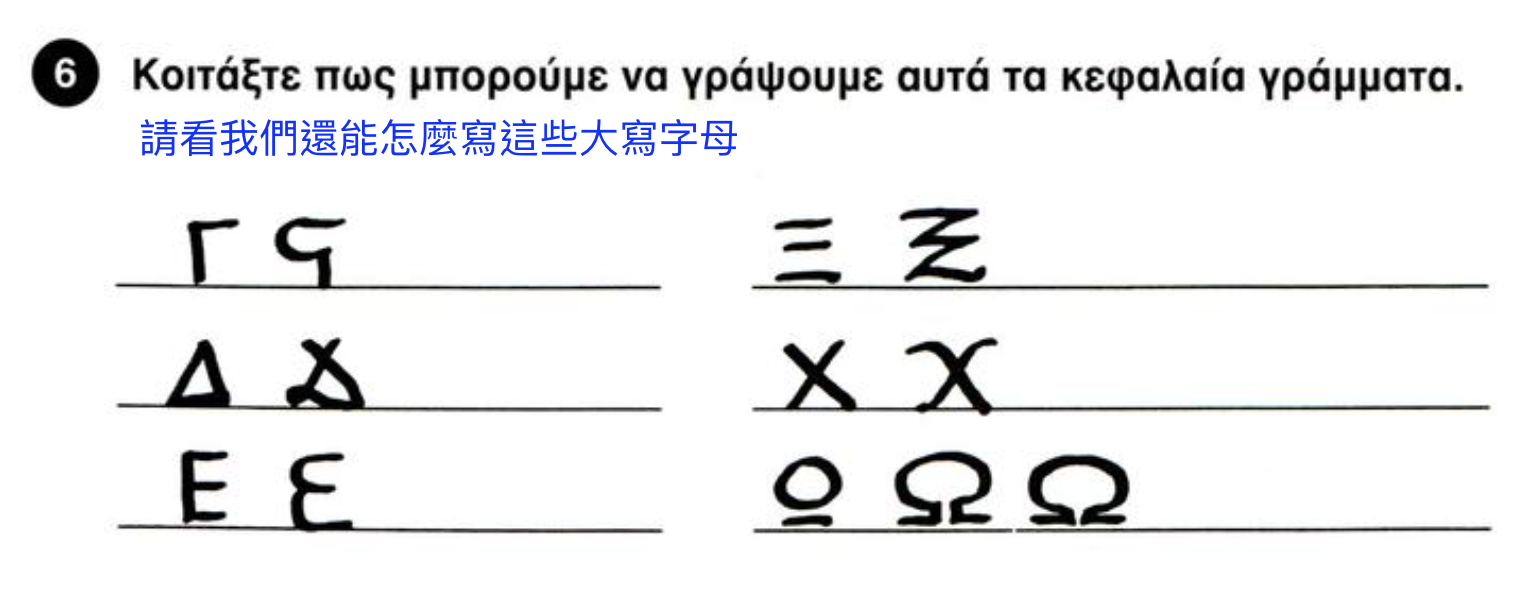 6 Κοιτάξτε πως μπορούμε να γράψουμε αυτά τα κεφαλαία γράμματα.
請看我們還能怎麼寫這些大寫字母
Γ Γ Ξ Ξ
Δ Δ Χ Χ
Ε Ε Ω Ω Ω